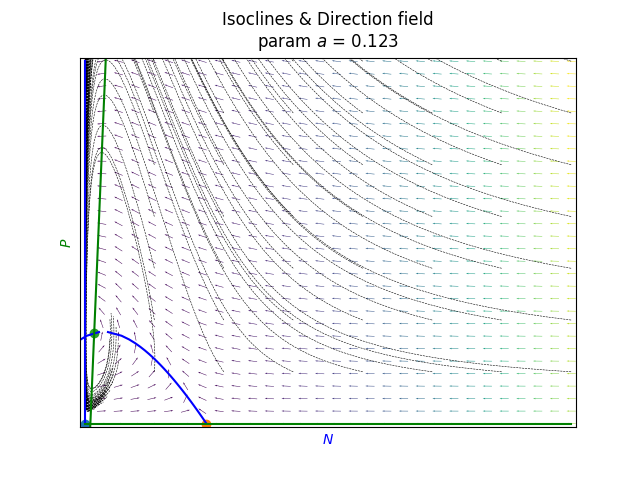 Isoclines & Direction field
param a = 0.123
P
N